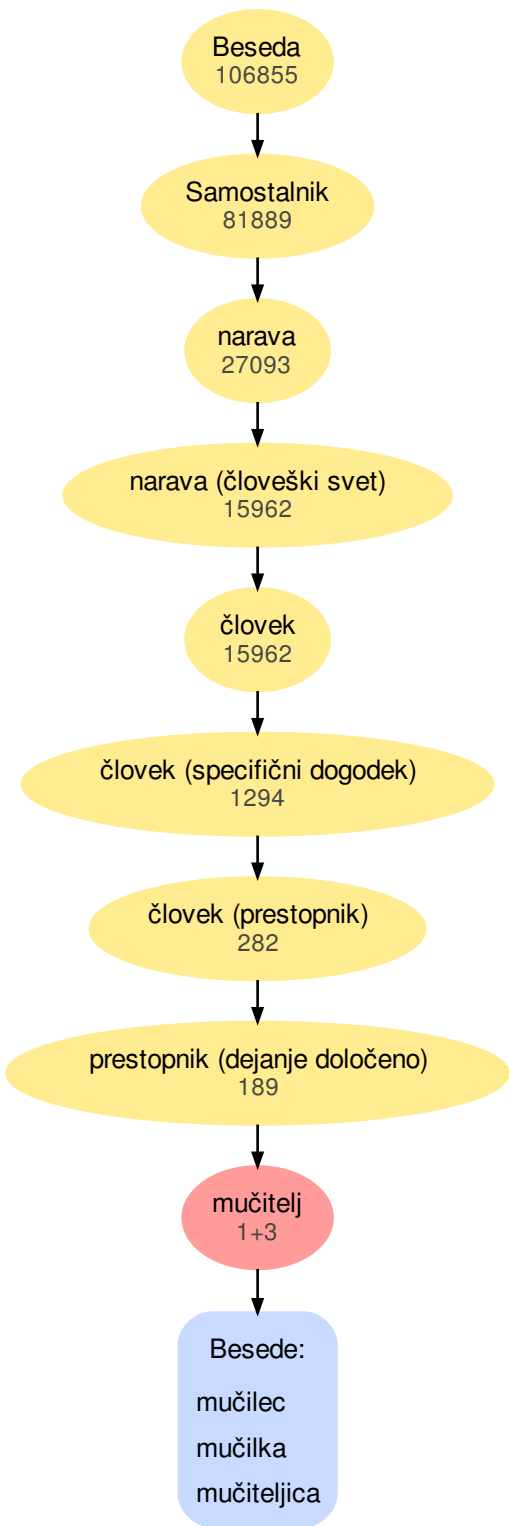 Beseda
106855
Samostalnik
81889
narava
27093
narava (človeški svet)
15962
človek
15962
človek (specifični dogodek)
1294
človek (prestopnik)
282
prestopnik (dejanje določeno)
189
mučitelj
1+3
Besede:
mučilec
mučilka
mučiteljica